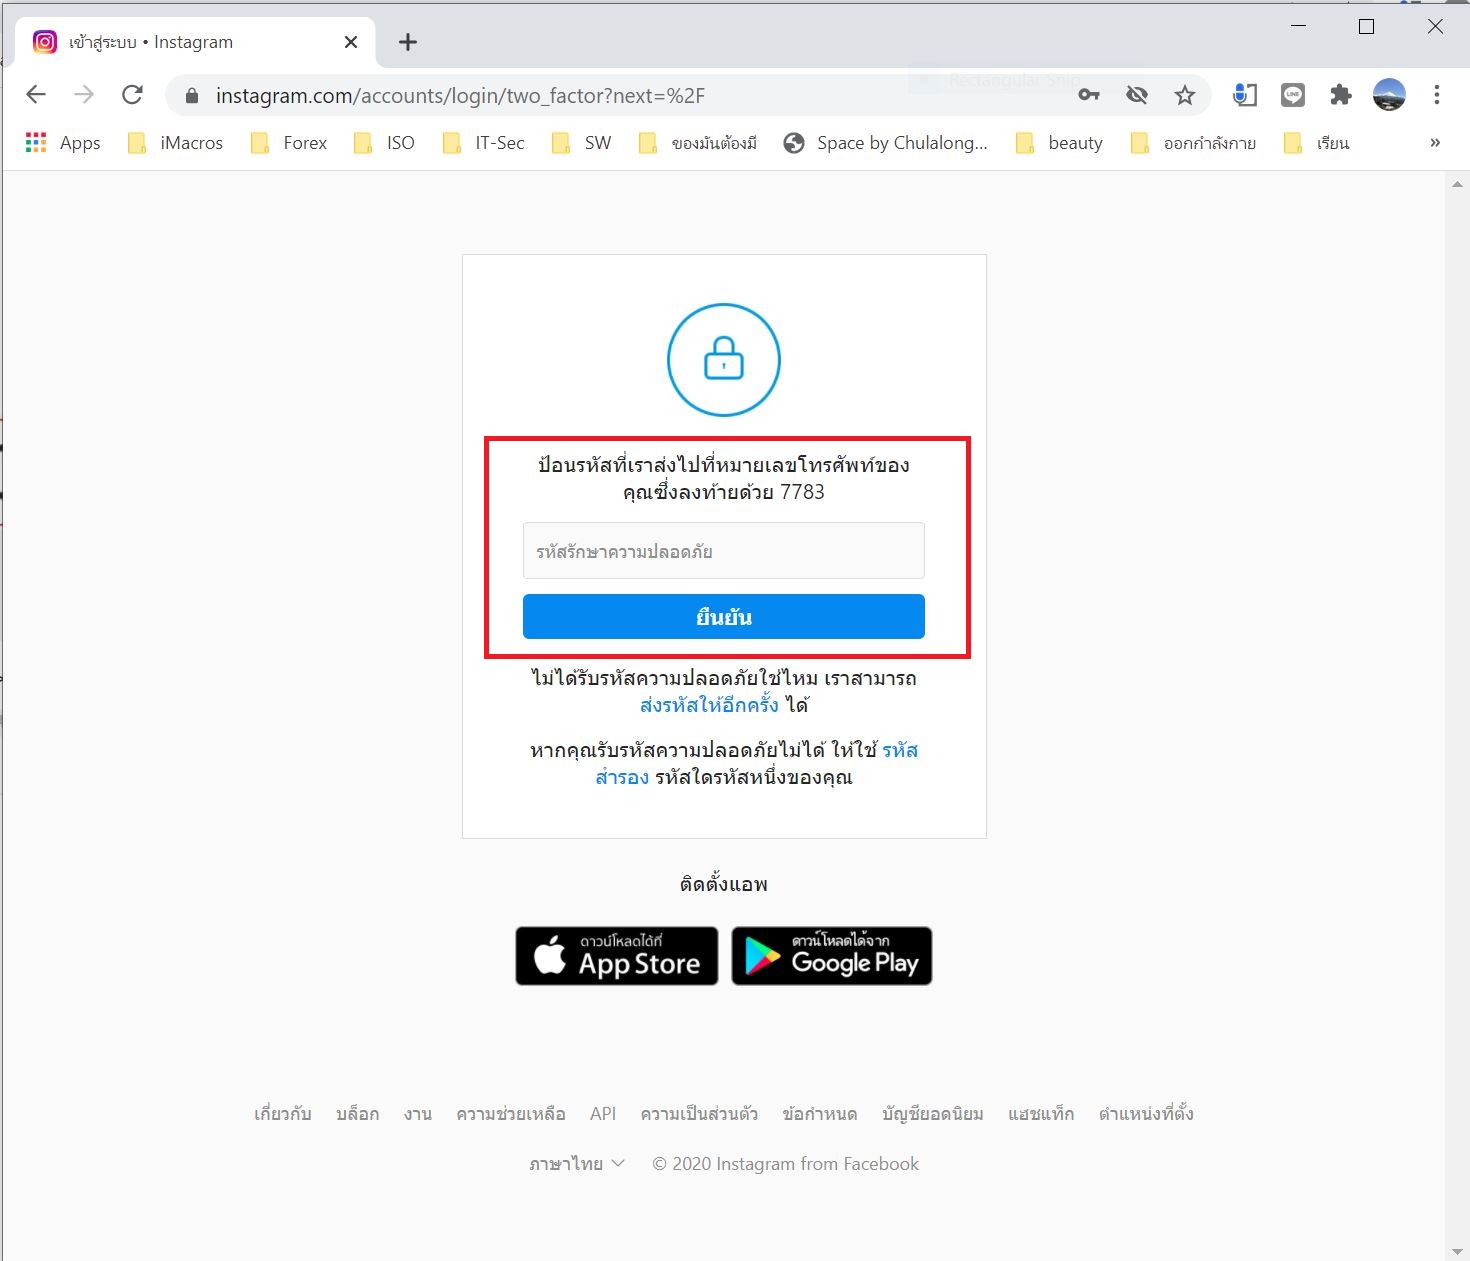 เข้าสู่ระบบ • Instagram
instagram.com/accounts/login/two_factor?next=%2F
Rectangular Snip
LINE
Apps
iMacros
Forex
ISO
IT-Sec
SW
ของมันต้องมี
Space by Chulalong...
beauty
ออกกำลังกาย
เรียน
»
ป้อนรหัสที่เราส่งไปที่หมายเลขโทรศัพท์ของ
คุณซึ่งลงท้ายด้วย 7783
รหัสรักษาความปลอดภัย
ยืนยัน
ไม่ได้รับรหัสความปลอดภัยใช่ไหม เราสามารถ
ส่งรหัสให้อีกครั้ง ได้
หากคุณรับรหัสความปลอดภัยไม่ได้ ให้ใช้ รหัส
สำรอง รหัสใดรหัสหนึ่งของคุณ
ติดตั้งแอพ
ดาวน์โหลดได้ที่
App Store
ดาวน์โหลดได้จาก
Google Play
เกี่ยวกับ บล็อก งาน ความช่วยเหลือ API ความเป็นส่วนตัว ข้อกำหนด บัญชียอดนิยม แฮชแท็ก ตำแหน่งที่ตั้ง
ภาษาไทย © 2020 Instagram from Facebook